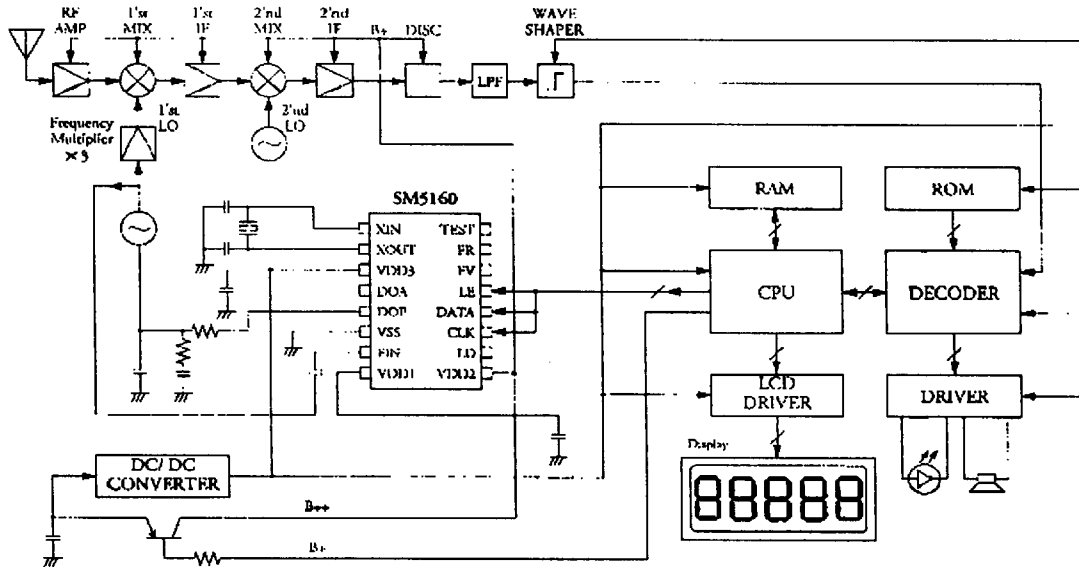 RF AMP
1'st MIX
1'st IF
2'nd MIX
2'nd IF
B+
DISC
WAVE SHAPER
LPF
1'st LO
2'nd LO
Frequency Multiplier ×3
SM5160
XIN
XOUT
VDD3
DOA
DOP
VSS
FIN
VDD1
TEST
FR
FV
LE
DATA
CLK
LD
VDD2
RAM
ROM
CPU
DECODER
LCD DRIVER
DRIVER
Display
88888
DC/DC CONVERTER
B++
B+